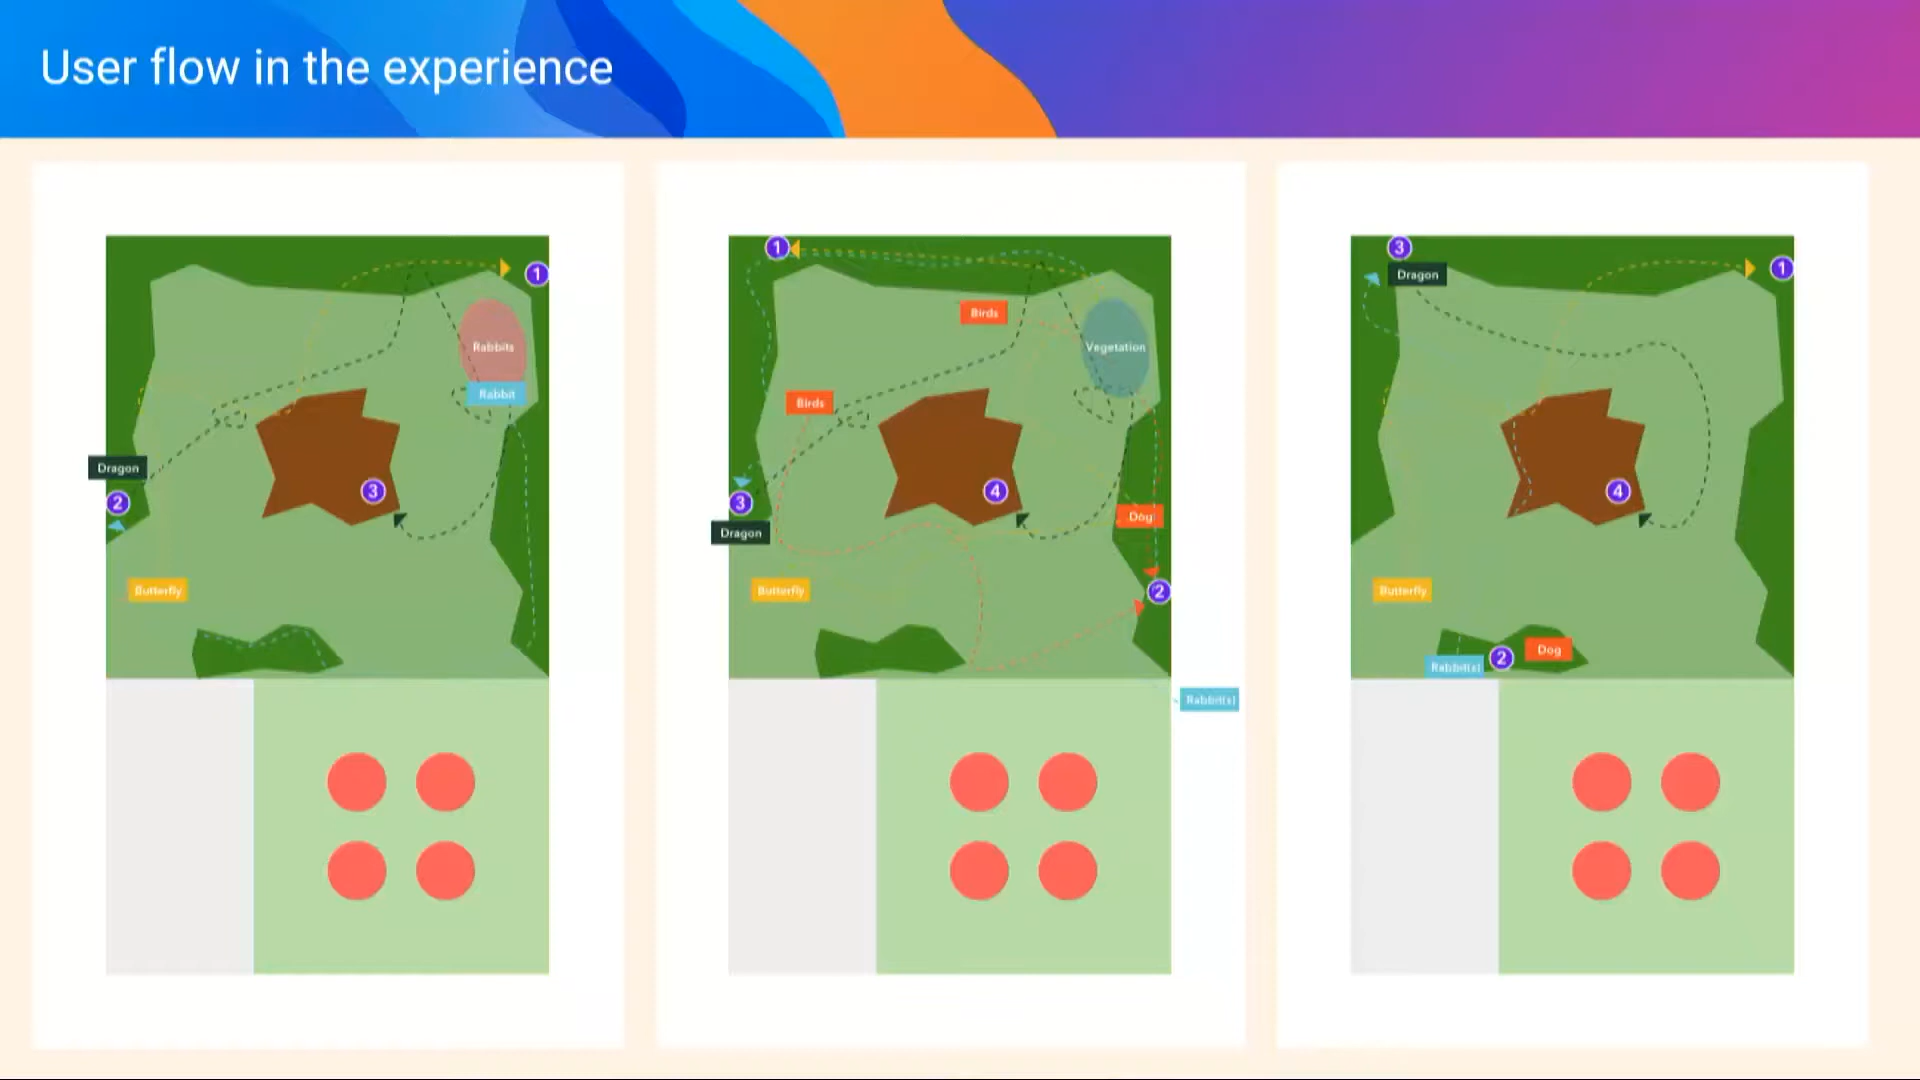 User flow in the experience
1
Rabbits
Rabbit
Dragon
2
3
Butterfly
1
Birds
Vegetation
Birds
3
4
Dragon
Dog
Butterfly
2
Rabbit(s)
3
Dragon
1
4
Butterfly
Rabbit(s)
2
Dog